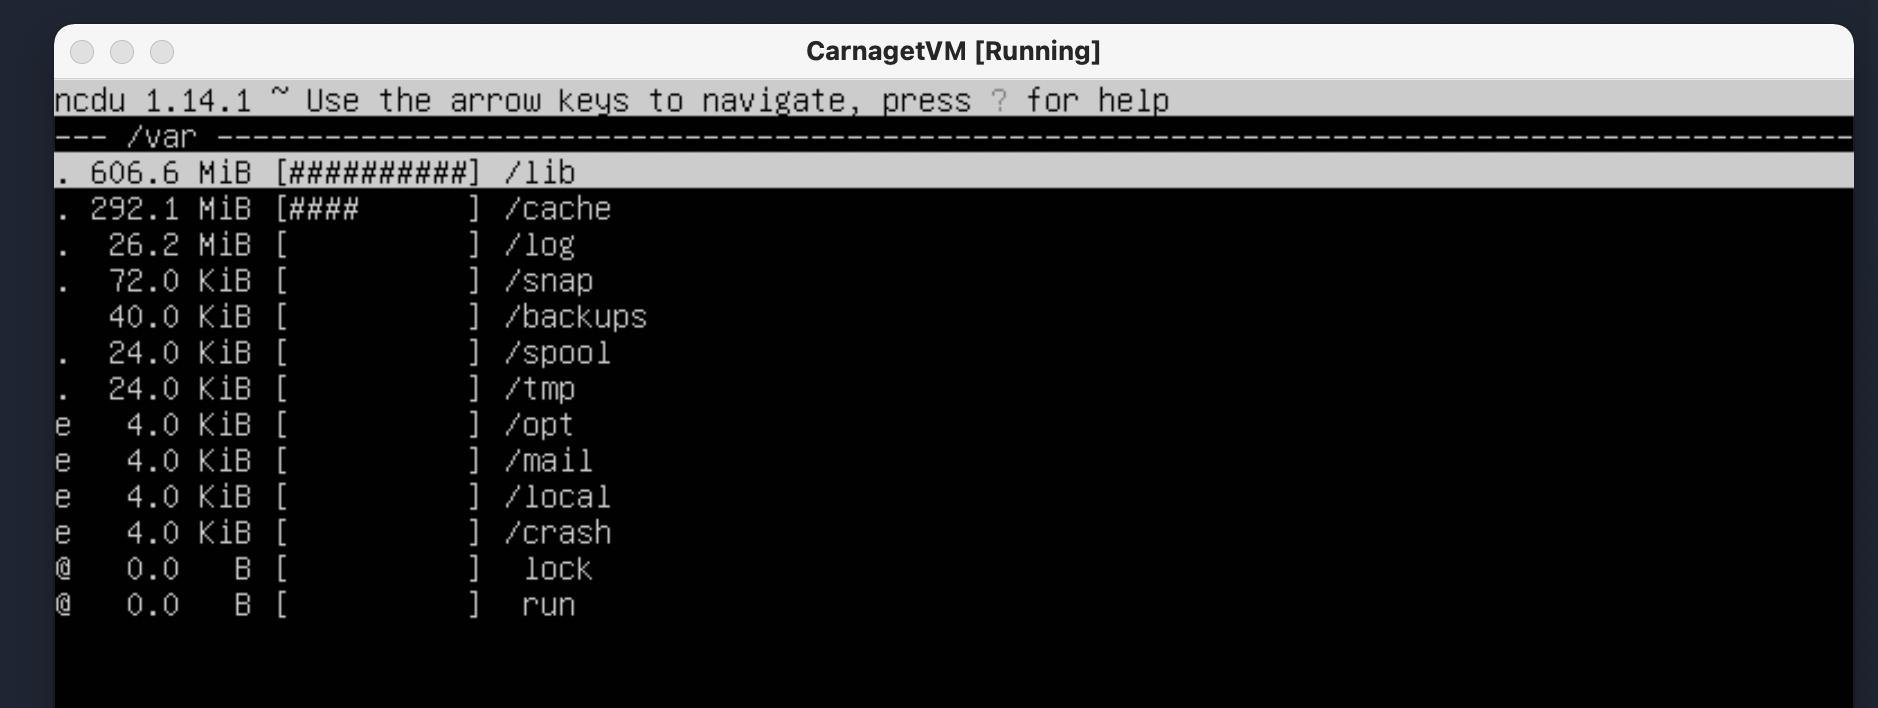 CarnagetVM [Running]
ncdu 1.14.1 ~ Use the arrow keys to navigate, press ? for help
--- /var -------------------------------------------------------------------------------------------
. 606.6 MiB [##########] /lib
. 292.1 MiB [####      ] /cache
.  26.2 MiB [          ] /log
.  72.0 KiB [          ] /snap
   40.0 KiB [          ] /backups
.  24.0 KiB [          ] /spool
.  24.0 KiB [          ] /tmp
e   4.0 KiB [          ] /opt
e   4.0 KiB [          ] /mail
e   4.0 KiB [          ] /local
e   4.0 KiB [          ] /crash
@   0.0   B [          ]  lock
@   0.0   B [          ]  run